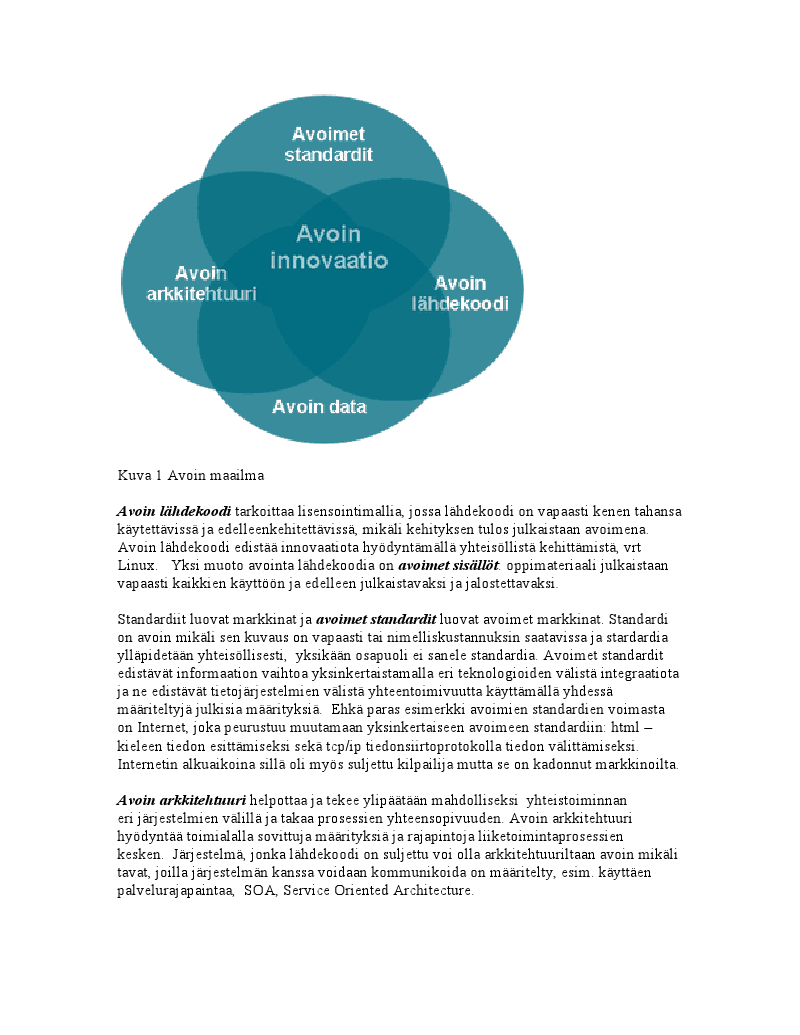 Avoimet
standardit
Avoin
innovaatio
Avoin
arkkitehtuuri
Avoin
lähdekoodi
Avoin data
Kuva 1 Avoin maailma
Avoin lähdekoodi tarkoittaa lisensointimallia, jossa lähdekoodi on vapaasti kenen tahansa
käytettävissä ja edelleenkehitettävissä, mikäli kehityksen tulos julkaistaan avoimena.
Avoin lähdekoodi edistää innovaatiota hyödyntämällä yhteisöllistä kehittämistä, vrt
Linux. Yksi muoto avointa lähdekoodia on avoimet sisällöt: oppimateriaali julkaistaan
vapaasti kaikkien käyttöön ja edelleen julkaistavaksi ja jalostettavaksi.
Standardiit luovat markkinat ja avoimet standardit luovat avoimet markkinat. Standardi
on avoin mikäli sen kuvaus on vapaasti tai nimelliskustannuksin saatavissa ja stardardia
ylläpidetään yhteisöllisesti, yksikään osapuoli ei sanele standardia. Avoimet standardit
edistävät informaation vaihtoa yksinkertaistamalla eri teknologioiden välistä integraatiota
ja ne edistävät tietojärjestelmien välistä yhteentoimivuutta käyttämällä yhdessä
määriteltyjä julkisia määrityksiä. Ehkä paras esimerkki avoimien standardien voimasta
on Internet, joka peurustuu muutamaan yksinkertaiseen avoimeen standardiin: html –
kieleen tiedon esittämiseksi sekä tcp/ip tiedonsiirtoprotokolla tiedon välittämiseksi.
Internetin alkuaikoina sillä oli myös suljettu kilpailija mutta se on kadonnut markkinoilta.
Avoin arkkitehtuuri helpottaa ja tekee ylipäätään mahdolliseksi yhteistoiminnan
eri järjestelmien välillä ja takaa prosessien yhteensopivuuden. Avoin arkkitehtuuri
hyödyntää toimialalla sovittuja määrityksiä ja rajapintoja liiketoimintaprosessien
kesken. Järjestelmä, jonka lähdekoodi on suljettu voi olla arkkitehtuuriltaan avoin mikäli
tavat, joilla järjestelmän kanssa voidaan kommunikoida on määritelty, esim. käyttäen
palvelurajapaintaa, SOA, Service Oriented Architecture.